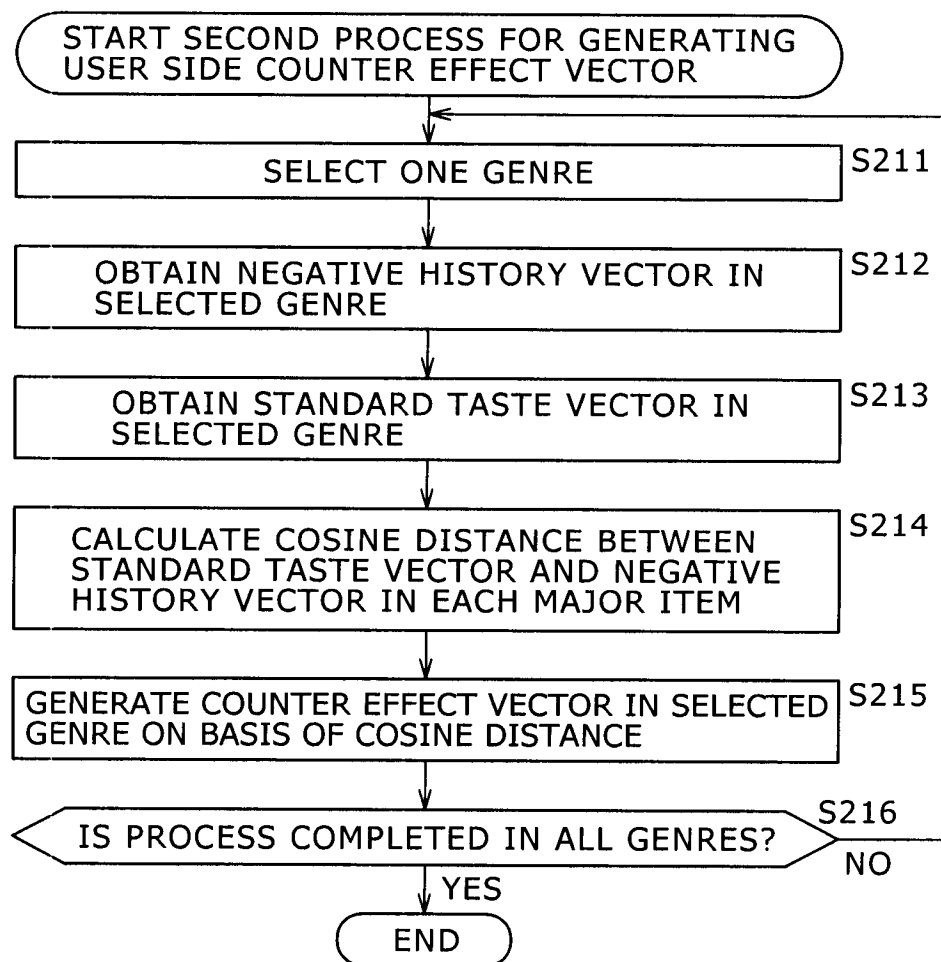 START SECOND PROCESS FOR GENERATING
USER SIDE COUNTER EFFECT VECTOR
SELECT ONE GENRE
S211
OBTAIN NEGATIVE HISTORY VECTOR IN
SELECTED GENRE
S212
OBTAIN STANDARD TASTE VECTOR IN
SELECTED GENRE
S213
CALCULATE COSINE DISTANCE BETWEEN
STANDARD TASTE VECTOR AND NEGATIVE
HISTORY VECTOR IN EACH MAJOR ITEM
S214
GENERATE COUNTER EFFECT VECTOR IN SELECTED
GENRE ON BASIS OF COSINE DISTANCE
S215
IS PROCESS COMPLETED IN ALL GENRES?
S216
NO
YES
END